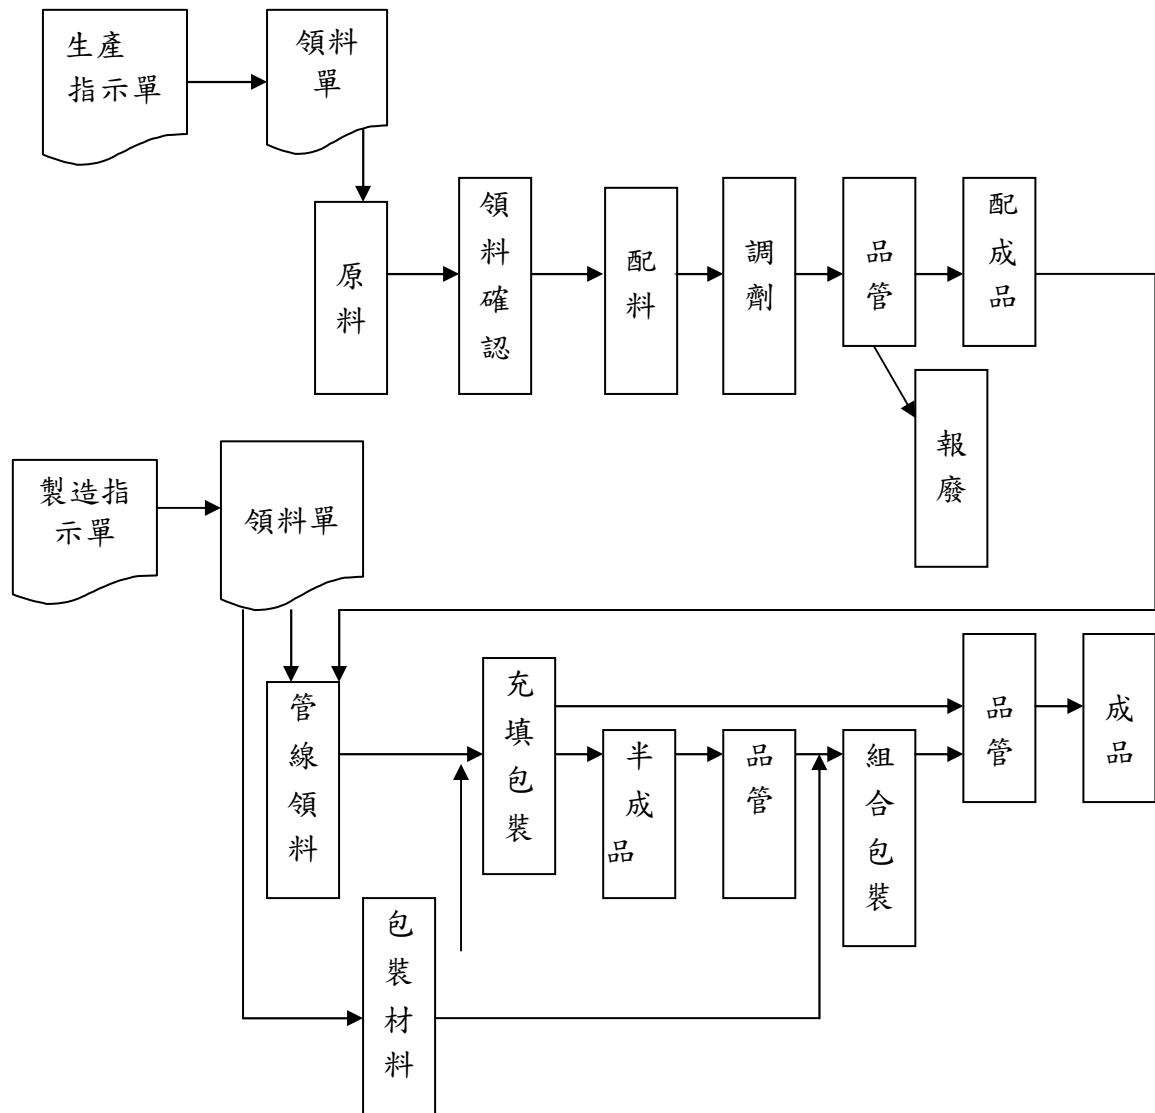 生產
指示單
領料
單
原料
領料確認
配料
調劑
品管
配成品
報廢
製造指
示單
領料單
管線領料
充填包裝
半成品
品管
組合包裝
品管
成品
包裝材料